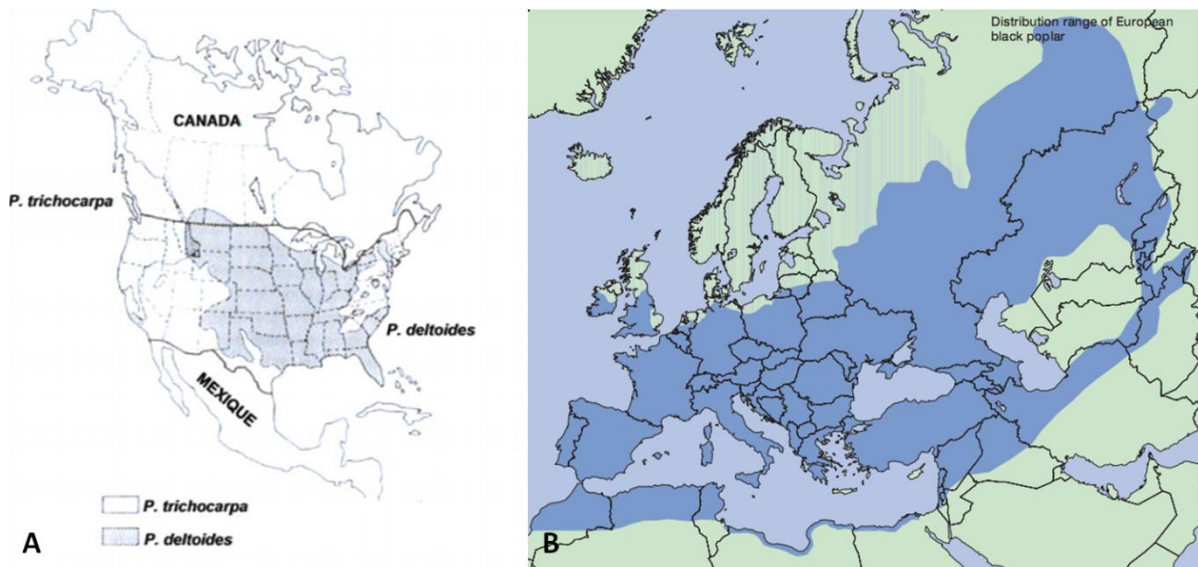 CANADA
P. trichocarpa
P. deltoides
MEXIQUE
P. trichocarpa
P. deltoides
A
Distribution range of European
black poplar
B